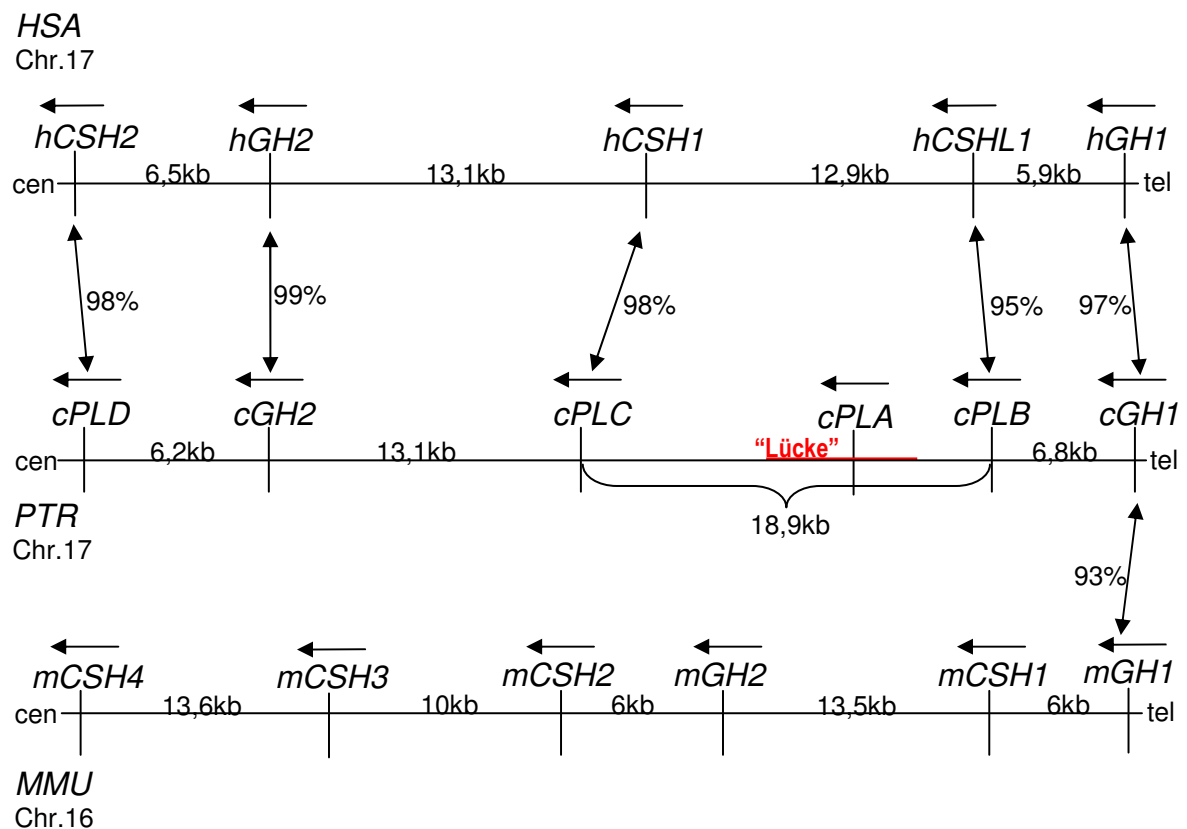 HSA
Chr.17
hCSH2 hGH2 hCSH1 hCSHL1 hGH1
cen 6,5kb 13,1kb 12,9kb 5,9kb tel
98% 99% 98% 95% 97%
cPLD cGH2 cPLC cPLA cPLB cGH1
cen 6,2kb 13,1kb “Lücke” 6,8kb tel
18,9kb
PTR
Chr.17
93%
mCSH4 mCSH3 mCSH2 mGH2 mCSH1 mGH1
cen 13,6kb 10kb 6kb 13,5kb 6kb tel
MMU
Chr.16